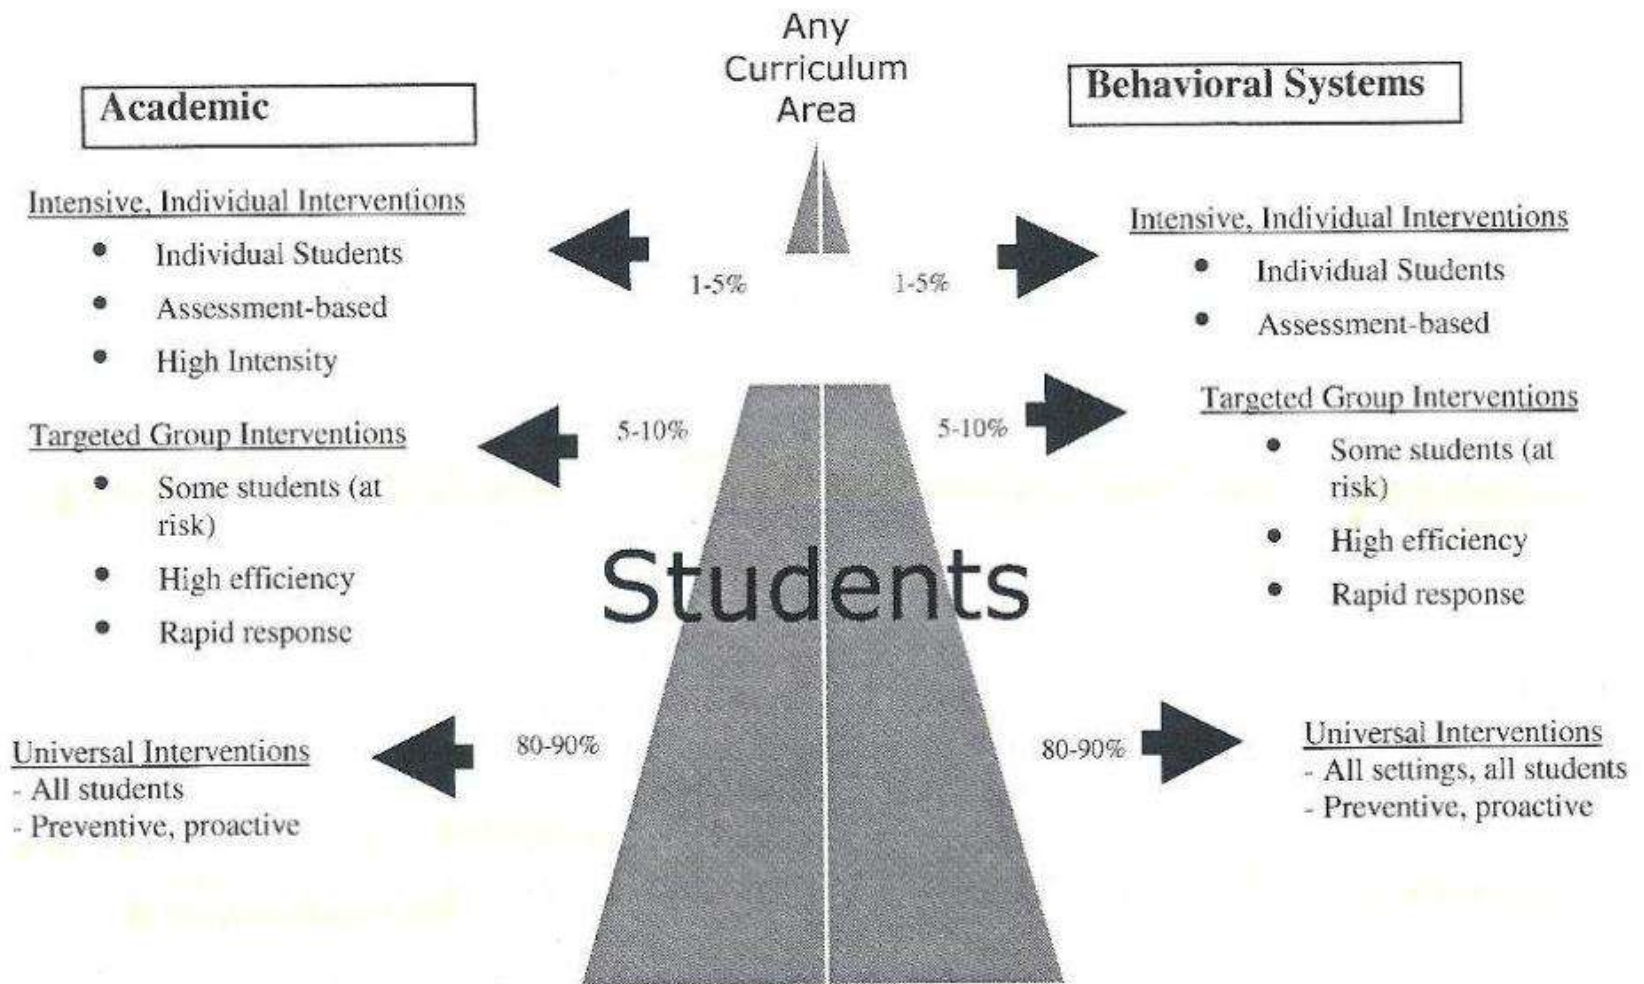 Any
Curriculum
Area
Academic
Intensive, Individual Interventions
• Individual Students
• Assessment-based
• High Intensity
Targeted Group Interventions
• Some students (at
risk)
• High efficiency
• Rapid response
Universal Interventions
- All students
- Preventive, proactive
1-5%
5-10%
80-90%
Students
1-5%
5-10%
80-90%
Behavioral Systems
Intensive, Individual Interventions
• Individual Students
• Assessment-based
Targeted Group Interventions
• Some students (at
risk)
• High efficiency
• Rapid response
Universal Interventions
- All settings, all students
- Preventive, proactive